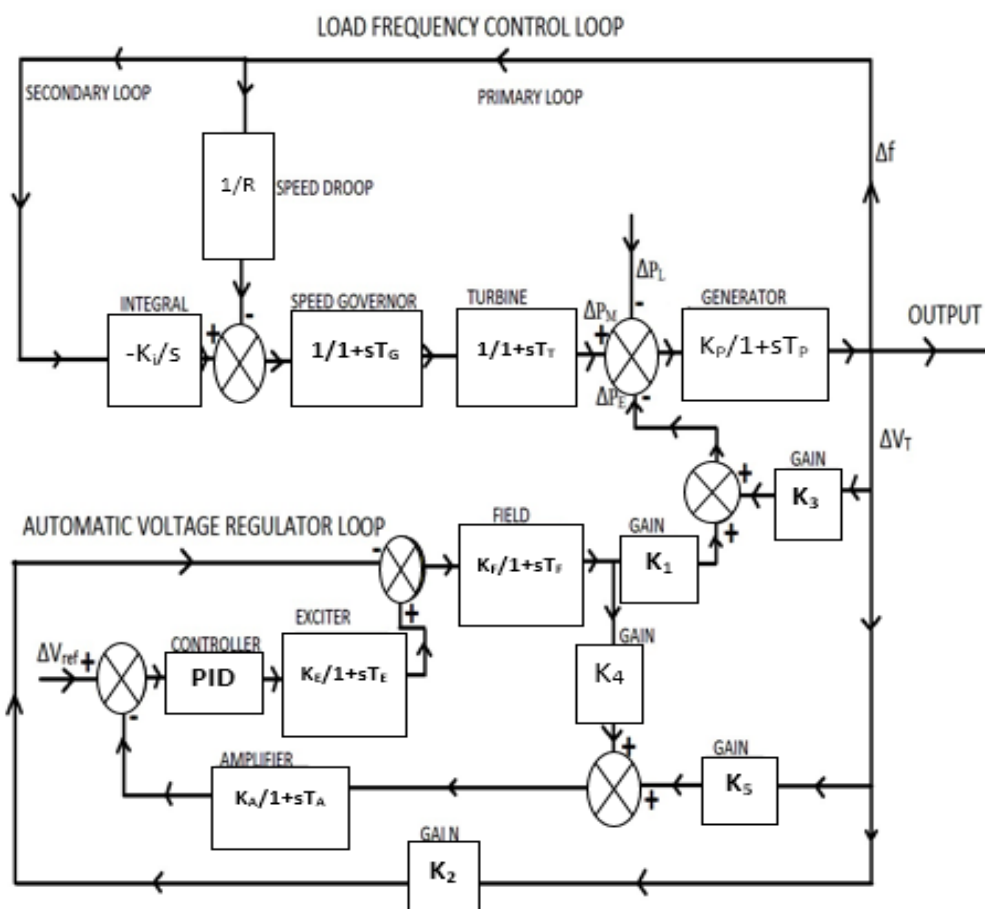 LOAD FREQUENCY CONTROL LOOP
SECONDARY LOOP
PRIMARY LOOP
Δf
1/R
SPEED DROOP
-
ΔP_L
-
INTEGRAL
SPEED GOVERNOR
TURBINE
ΔP_M
GENERATOR
OUTPUT
-K_i/s
+
1/1+sT_G
1/1+sT_T
+
K_P/1+sT_P
ΔP_E
-
ΔV_T
GAIN
K_3
+
+
AUTOMATIC VOLTAGE REGULATOR LOOP
-
FIELD
K_F/1+sT_F
GAIN
K_1
+
EXCITER
K_E/1+sT_E
GAIN
K_4
ΔV_ref
+
CONTROLLER
PID
-
+
AMPLIFIER
K_A/1+sT_A
GAIN
K_5
+
GAIN
K_2